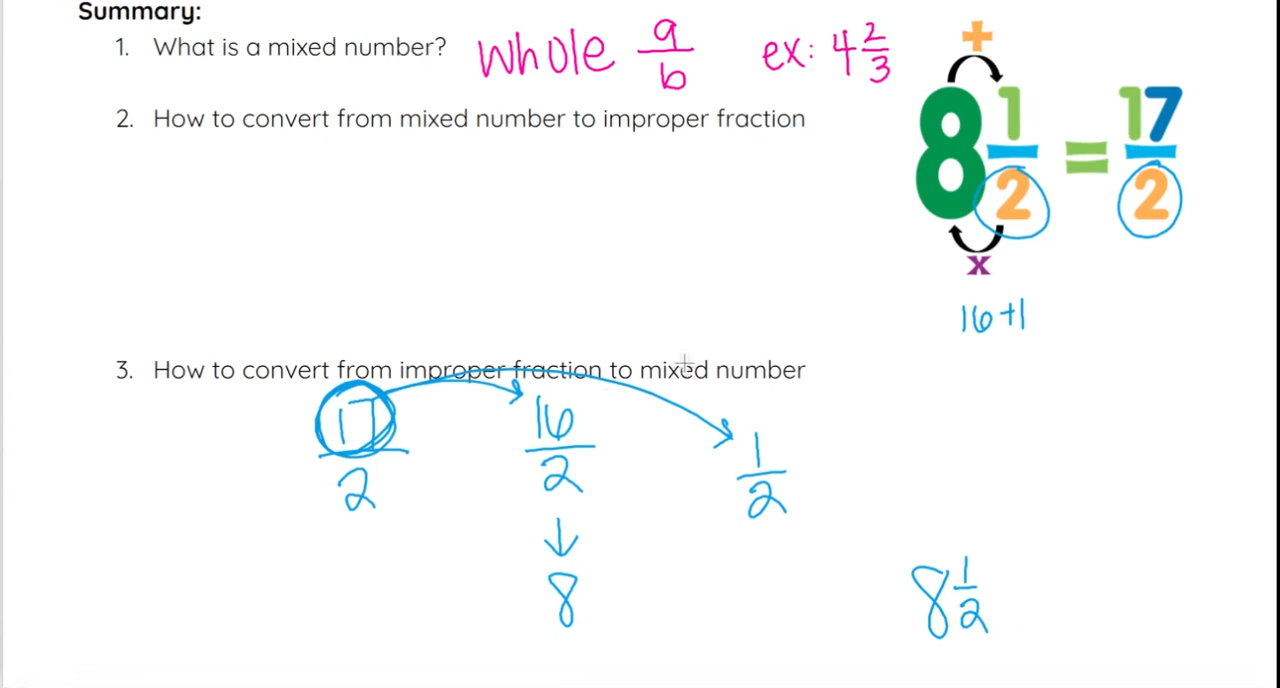 Summary:
1. What is a mixed number? Whole a/b ex: 4 2/3
2. How to convert from mixed number to improper fraction
+
8 1/2 = 17/2
x
16+1
3. How to convert from improper fraction to mixed number
17/2 16/2 1/2
↓
8
8 1/2